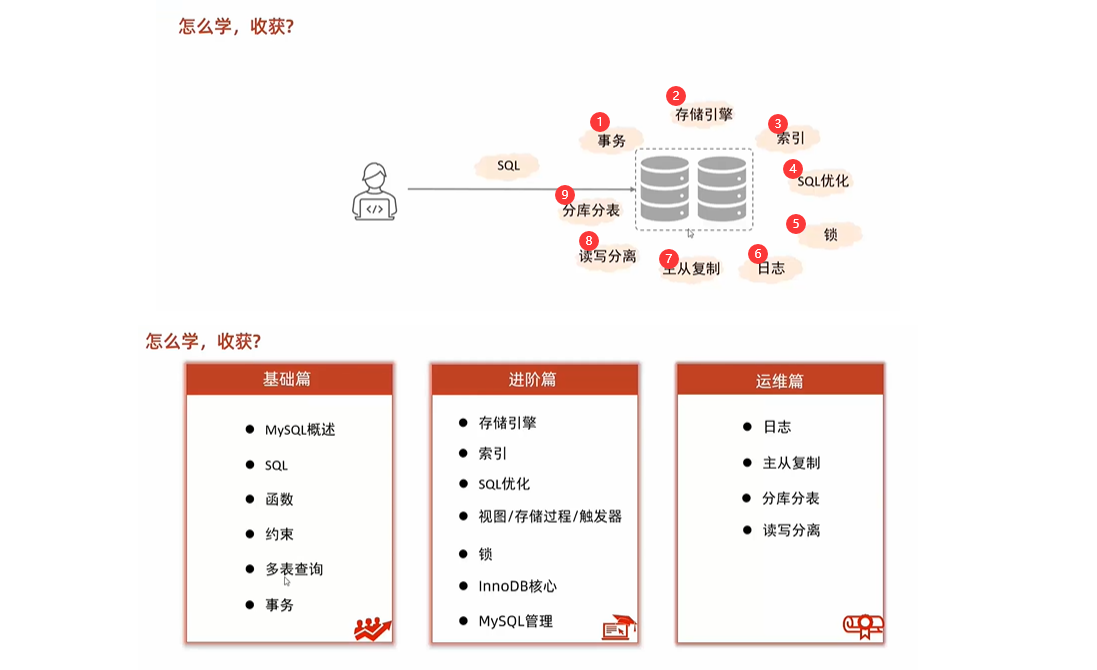 怎么学，收获?
2
存储引擎
1
事务
3
索引
SQL
4
SQL优化
9
分库分表
5
锁
8
读写分离
7
主从复制
6
日志
</>
怎么学，收获?
基础篇
MySQL概述
SQL
函数
约束
多表查询
事务
进阶篇
存储引擎
索引
SQL优化
视图/存储过程/触发器
锁
InnoDB核心
MySQL管理
运维篇
日志
主从复制
分库分表
读写分离